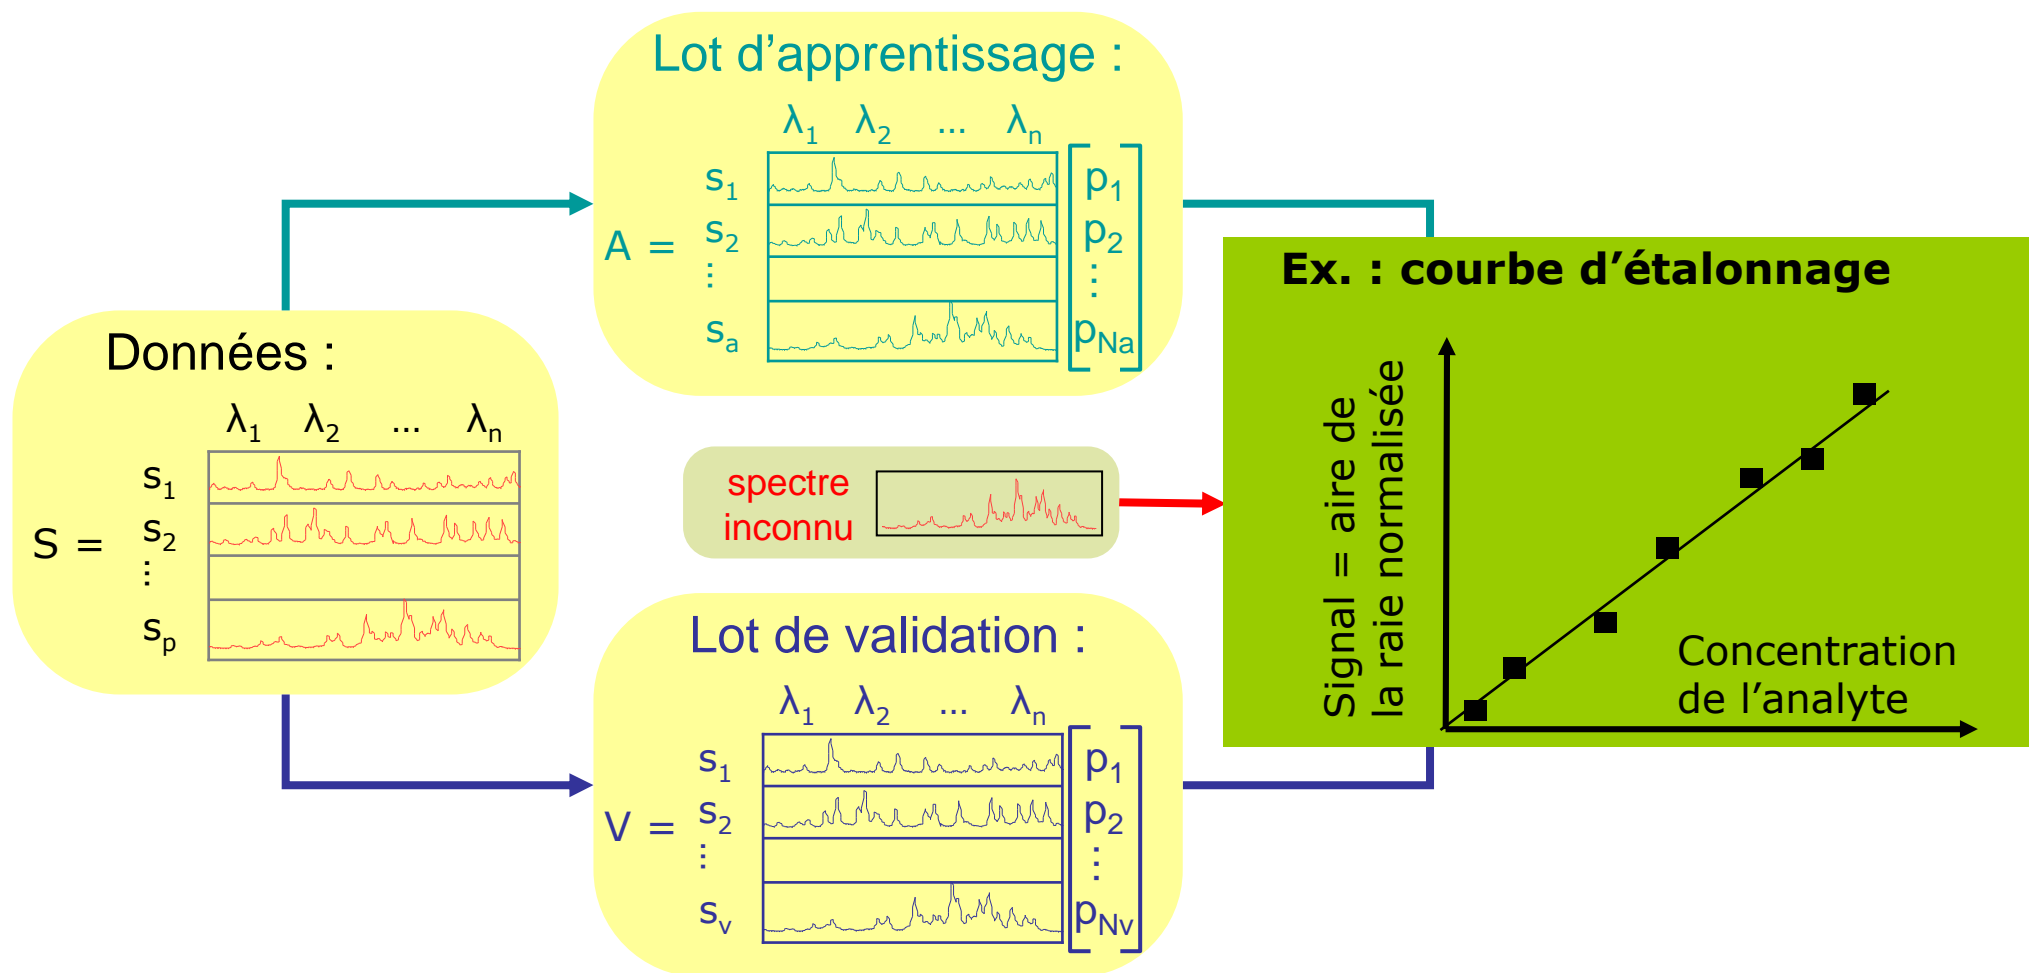 Lot d’apprentissage :
λ1 λ2 ... λn
A =
s1 p1
s2 p2
⋮ ⋮
sa pNa
Données :
λ1 λ2 ... λn
S =
s1
s2
⋮
sp
spectre
inconnu
Lot de validation :
λ1 λ2 ... λn
V =
s1 p1
s2 p2
⋮ ⋮
sv pNv
Ex. : courbe d’étalonnage
Signal = aire de
la raie normalisée
Concentration
de l’analyte